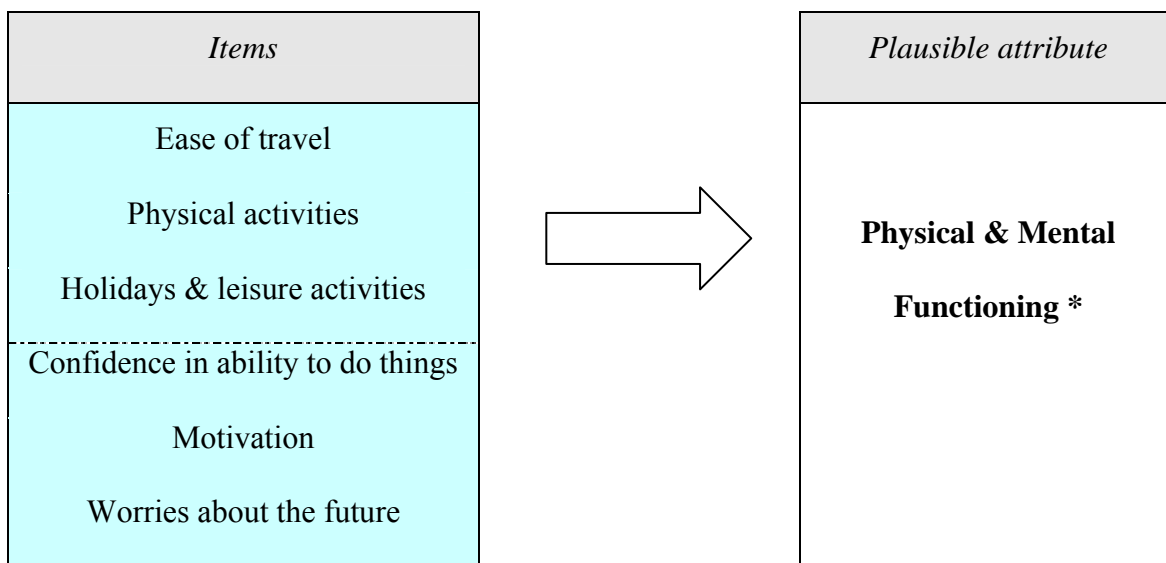 Items
Ease of travel
Physical activities
Holidays & leisure activities
Confidence in ability to do things
Motivation
Worries about the future
Plausible attribute
Physical & Mental
Functioning *